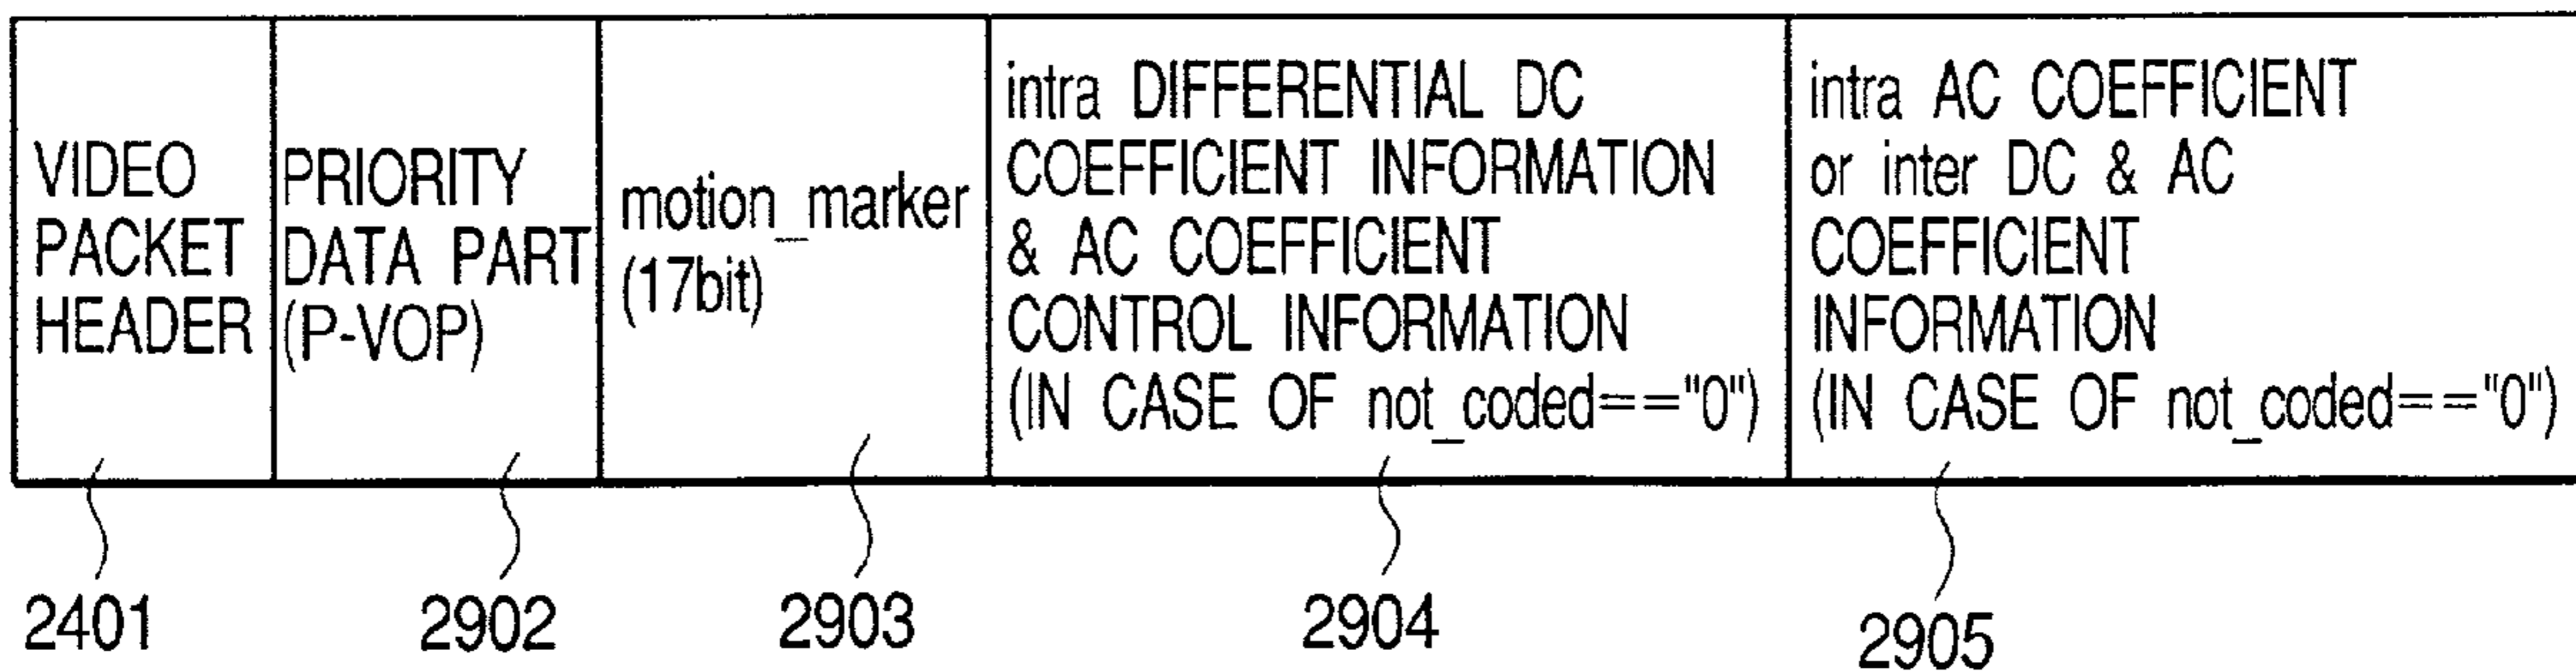 VIDEO
PACKET
HEADER
PRIORITY
DATA PART
(P-VOP)
motion_marker
(17bit)
intra DIFFERENTIAL DC
COEFFICIENT INFORMATION
& AC COEFFICIENT
CONTROL INFORMATION
(IN CASE OF not_coded=="0")
intra AC COEFFICIENT
or inter DC & AC
COEFFICIENT
INFORMATION
(IN CASE OF not_coded=="0")
2401
2902
2903
2904
2905